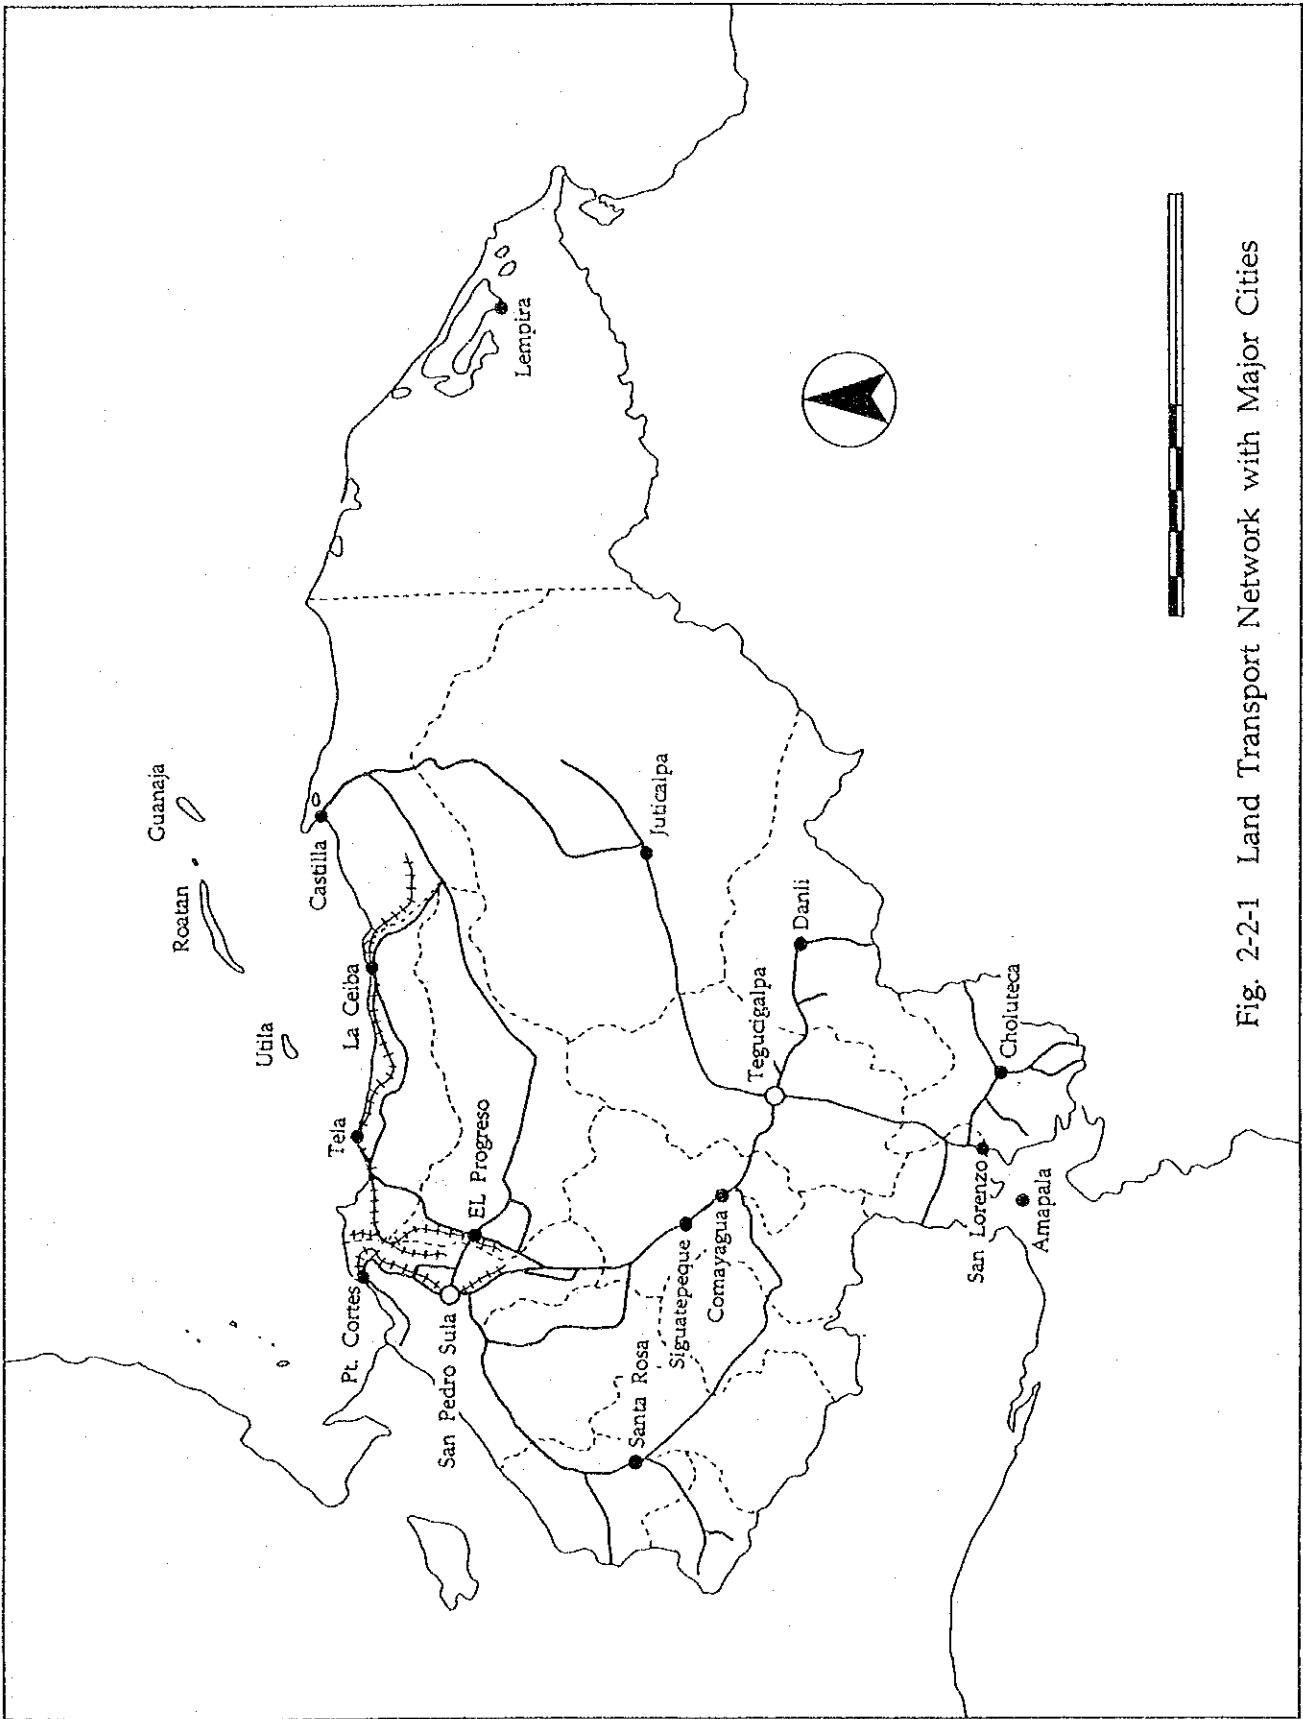 Guanaja
Roatan
Utila
Castilla
La Ceiba
Tela
Pt. Cortes
EL Progreso
San Pedro Sula
Lempira
Juticalpa
Santa Rosa
Siguatepeque
Comayagua
Tegucigalpa
Danli
San Lorenzo
Choluteca
Amapala
Fig. 2-2-1 Land Transport Network with Major Cities